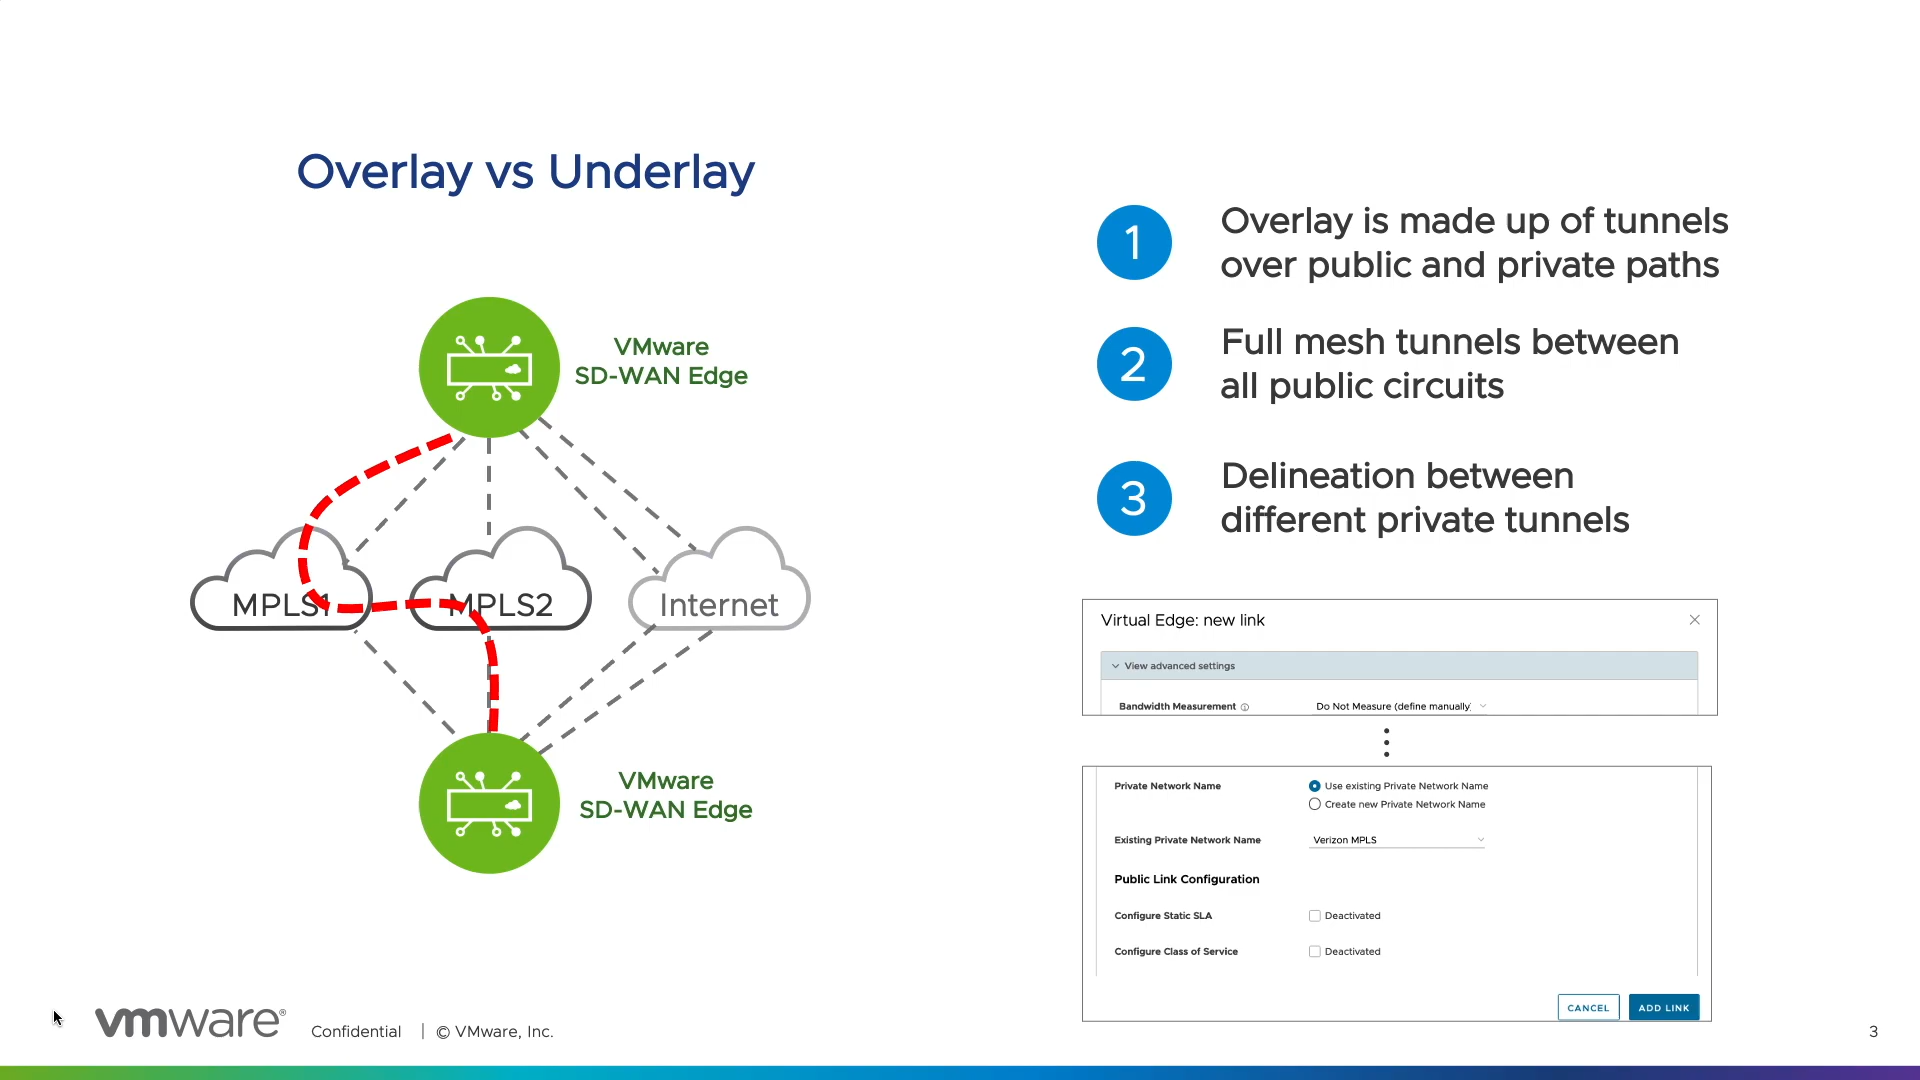 Overlay vs Underlay
VMware
SD-WAN Edge
MPLS1
MPLS2
Internet
VMware
SD-WAN Edge
1
Overlay is made up of tunnels
over public and private paths
2
Full mesh tunnels between
all public circuits
3
Delineation between
different private tunnels
Virtual Edge: new link
View advanced settings
Bandwidth Measurement
Do Not Measure (define manually)
Private Network Name
Use existing Private Network Name
Create new Private Network Name
Existing Private Network Name
Verizon MPLS
Public Link Configuration
Configure Static SLA
Deactivated
Configure Class of Service
Deactivated
CANCEL
ADD LINK
vmware®
Confidential | © VMware, Inc.
3